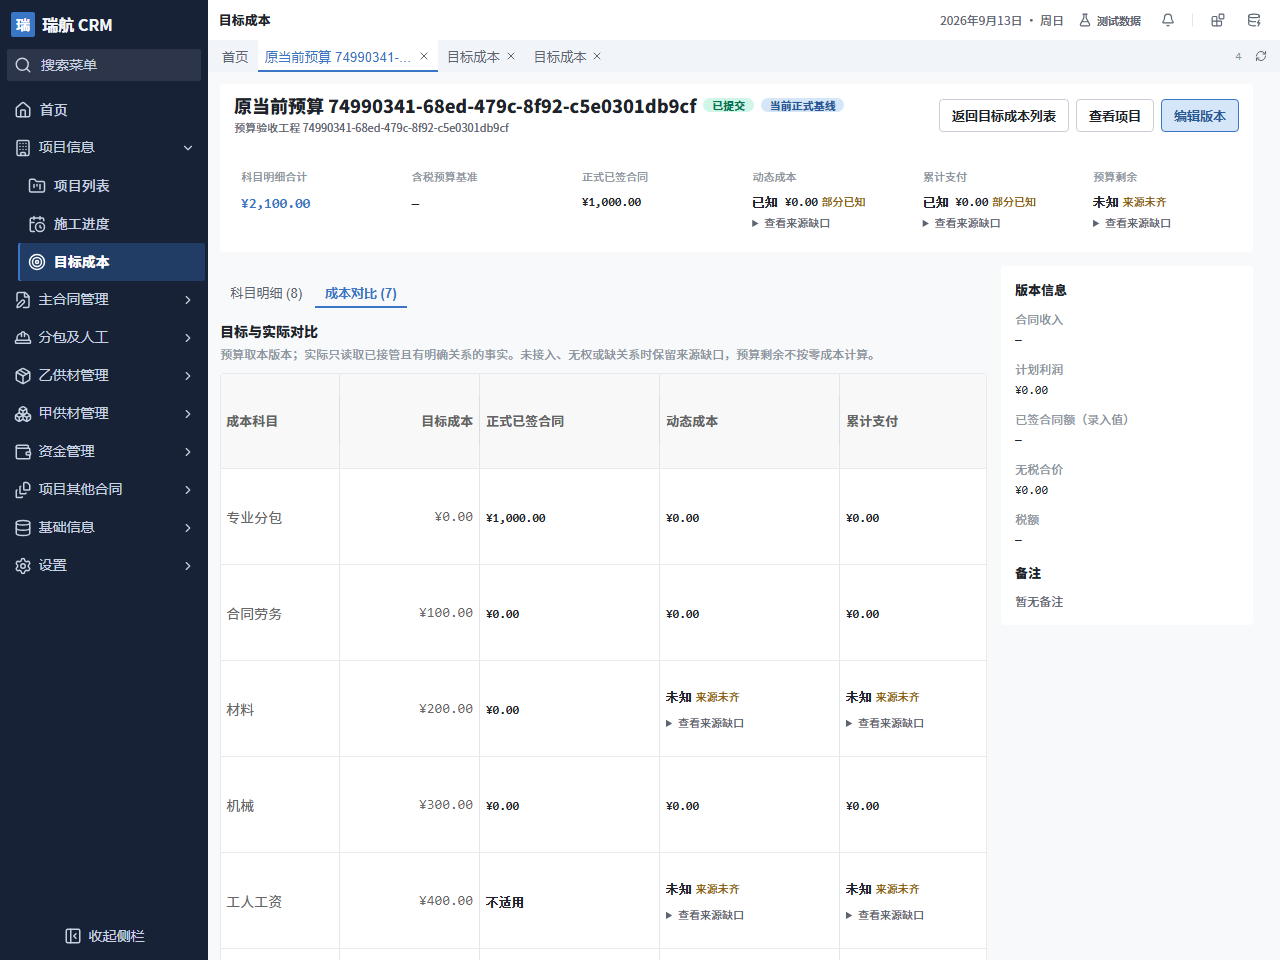 瑞 瑞航 CRM
搜索菜单
首页
项目信息
项目列表
施工进度
目标成本
主合同管理
分包及人工
乙供材管理
甲供材管理
资金管理
项目其他合同
基础信息
设置
收起侧栏
目标成本
2026年9月13日 · 周日 测试数据
首页 原当前预算 74990341-... × 目标成本 × 目标成本 × 4
原当前预算 74990341-68ed-479c-8f92-c5e0301db9cf 已提交 当前正式基线
预算验收工程 74990341-68ed-479c-8f92-c5e0301db9cf
返回目标成本列表 查看项目 编辑版本
科目明细合计 含税预算基准 正式已签合同 动态成本 累计支付 预算剩余
¥2,100.00 — ¥1,000.00 已知 ¥0.00 部分已知 已知 ¥0.00 部分已知 未知 来源未齐
查看来源缺口 查看来源缺口 查看来源缺口
科目明细 (8) 成本对比 (7)
目标与实际对比
预算取本版本；实际只读取已接管且有明确关系的事实。未接入、无权或缺关系时保留来源缺口，预算剩余不按零成本计算。
成本科目 目标成本 正式已签合同 动态成本 累计支付
专业分包 ¥0.00 ¥1,000.00 ¥0.00 ¥0.00
合同劳务 ¥100.00 ¥0.00 ¥0.00 ¥0.00
材料 ¥200.00 ¥0.00 未知 来源未齐 未知 来源未齐
查看来源缺口 查看来源缺口
机械 ¥300.00 ¥0.00 ¥0.00 ¥0.00
工人工资 ¥400.00 不适用 未知 来源未齐 未知 来源未齐
查看来源缺口 查看来源缺口
版本信息
合同收入
—
计划利润
¥0.00
已签合同额（录入值）
—
无税合价
¥0.00
税额
—
备注
暂无备注